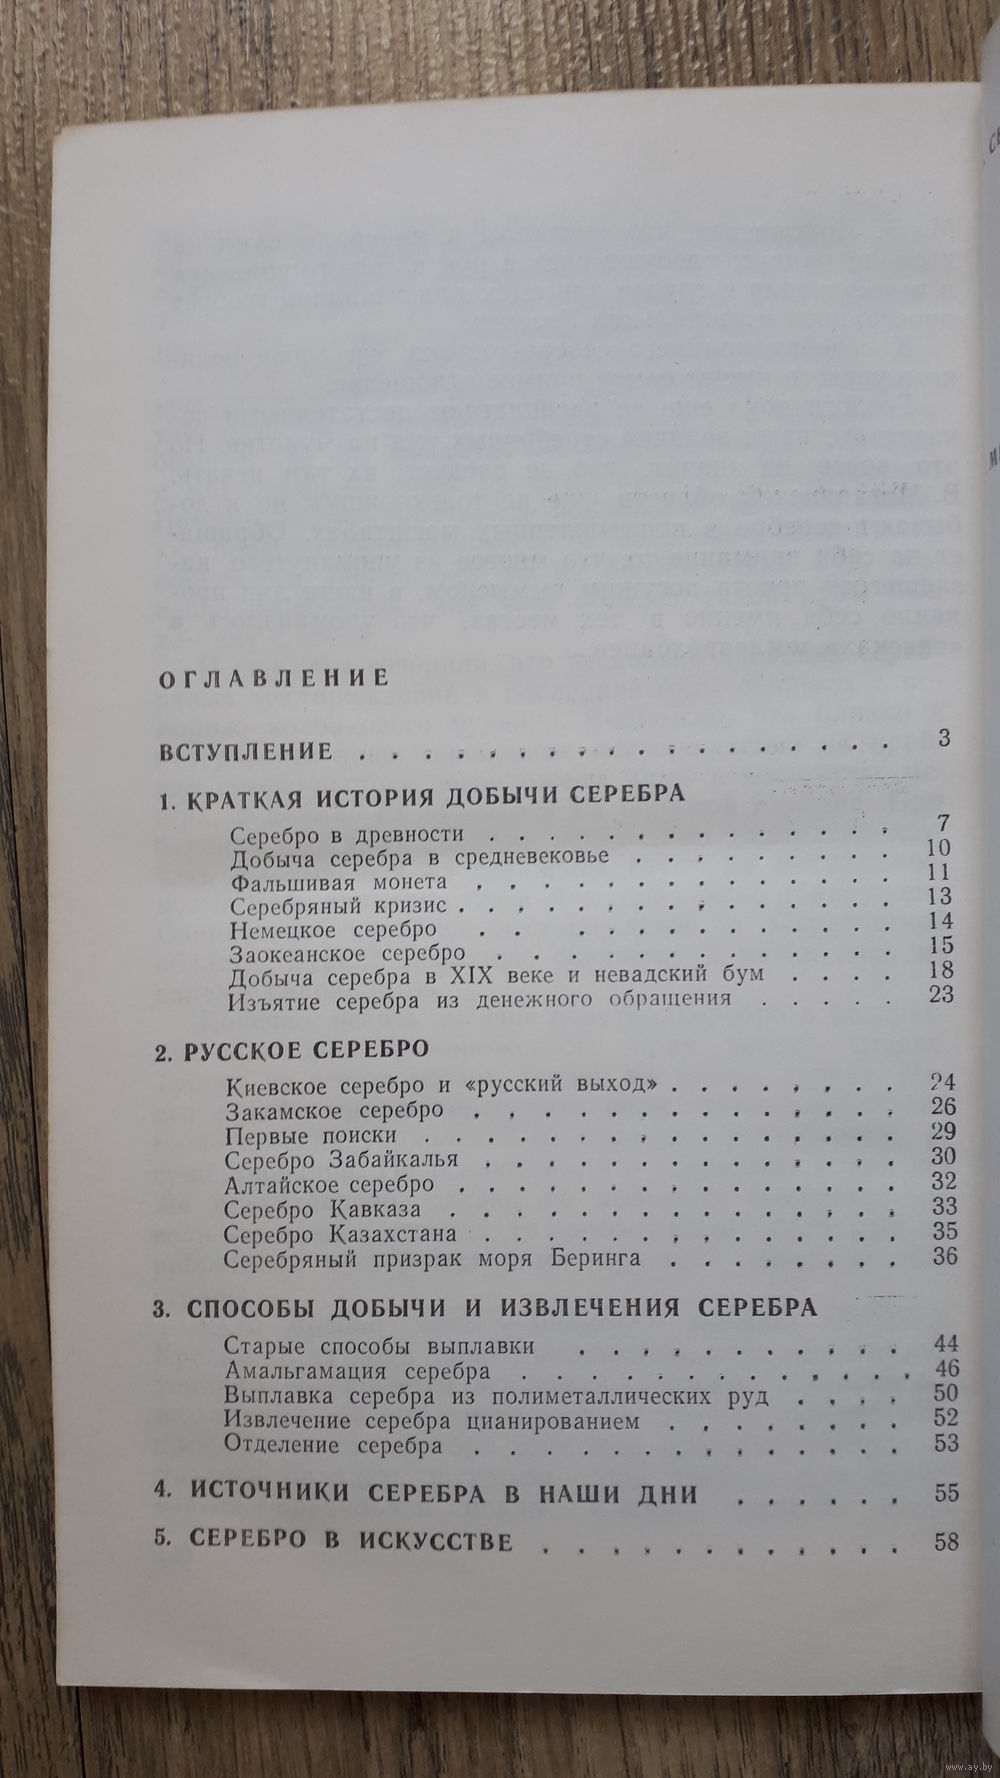 ОГЛАВЛЕНИЕ
ВСТУПЛЕНИЕ . . . . . . . . . . . . . . . . . 3
1. КРАТКАЯ ИСТОРИЯ ДОБЫЧИ СЕРЕБРА
Серебро в древности . . . . . . . . . . . . . 7
Добыча серебра в средневековье . . . . . . . . . 10
Фальшивая монета . . . . . . . . . . . . . 11
Серебряный кризис . . . . . . . . . . . . . . 13
Немецкое серебро . . . . . . . . . . . . . 14
Заокеанское серебро . . . . . . . . . . . . . 15
Добыча серебра в XIX веке и невадский бум . . . . 18
Изъятие серебра из денежного обращения . . . . . 23
2. РУССКОЕ СЕРЕБРО
Киевское серебро и «русский выход» . . . . . . . . 24
Закамское серебро . . . . . . . . . . . . . . 26
Первые поиски . . . . . . . . . . . . . . . 29
Серебро Забайкалья . . . . . . . . . . . . . . 30
Алтайское серебро . . . . . . . . . . . . . . 32
Серебро Кавказа . . . . . . . . . . . . . . . 33
Серебро Казахстана . . . . . . . . . . . . . . 35
Серебряный призрак моря Беринга . . . . . . . . 36
3. СПОСОБЫ ДОБЫЧИ И ИЗВЛЕЧЕНИЯ СЕРЕБРА
Старые способы выплавки . . . . . . . . . . . 44
Амальгамация серебра . . . . . . . . . . . . . 46
Выплавка серебра из полиметаллических руд . . . . 50
Извлечение серебра цианированием . . . . . . . . 52
Отделение серебра . . . . . . . . . . . . . . 53
4. ИСТОЧНИКИ СЕРЕБРА В НАШИ ДНИ . . . . . . 55
5. СЕРЕБРО В ИСКУССТВЕ . . . . . . . . . . . . 58
www.ay.by